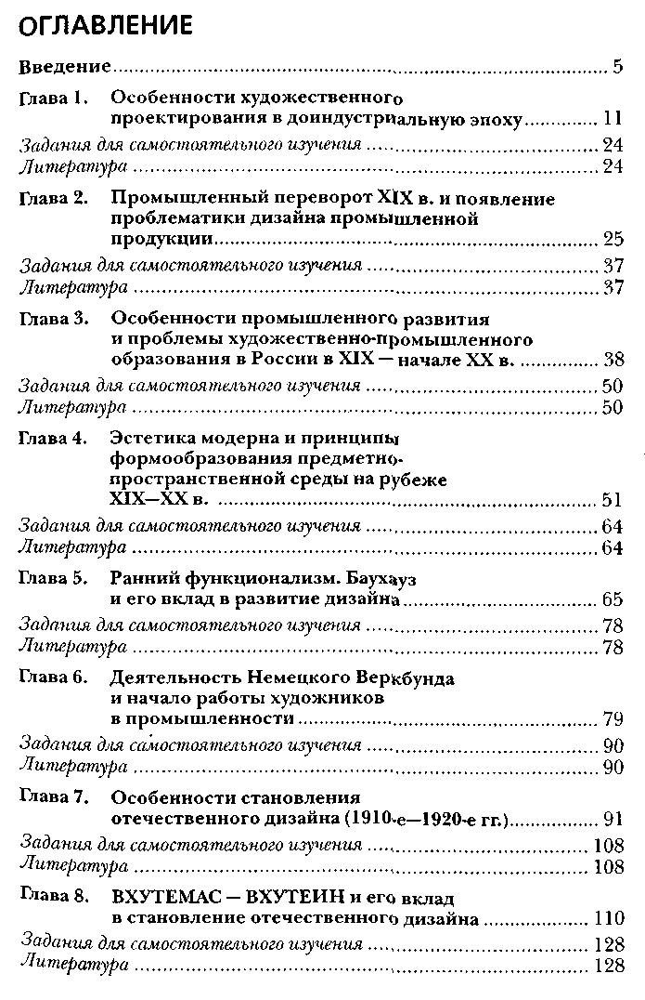 ОГЛАВЛЕНИЕ
Введение 5
Глава 1. Особенности художественного
проектирования в доиндустриальную эпоху 11
Задания для самостоятельного изучения 24
Литература 24
Глава 2. Промышленный переворот XIX в. и появление
проблематики дизайна промышленной
продукции 25
Задания для самостоятельного изучения 37
Литература 37
Глава 3. Особенности промышленного развития
и проблемы художественно-промышленного
образования в России в XIX — начале XX в. 38
Задания для самостоятельного изучения 50
Литература 50
Глава 4. Эстетика модерна и принципы
формообразования предметно-
пространственной среды на рубеже
XIX—XX в. 51
Задания для самостоятельного изучения 64
Литература 64
Глава 5. Ранний функционализм. Баухауз
и его вклад в развитие дизайна 65
Задания для самостоятельного изучения 78
Литература 78
Глава 6. Деятельность Немецкого Веркбунда
и начало работы художников
в промышленности 79
Задания для самостоятельного изучения 90
Литература 90
Глава 7. Особенности становления
отечественного дизайна (1910-е—1920-е гг.) 91
Задания для самостоятельного изучения 108
Литература 108
Глава 8. ВХУТЕМАС — ВХУТЕИН и его вклад
в становление отечественного дизайна 110
Задания для самостоятельного изучения 128
Литература 128